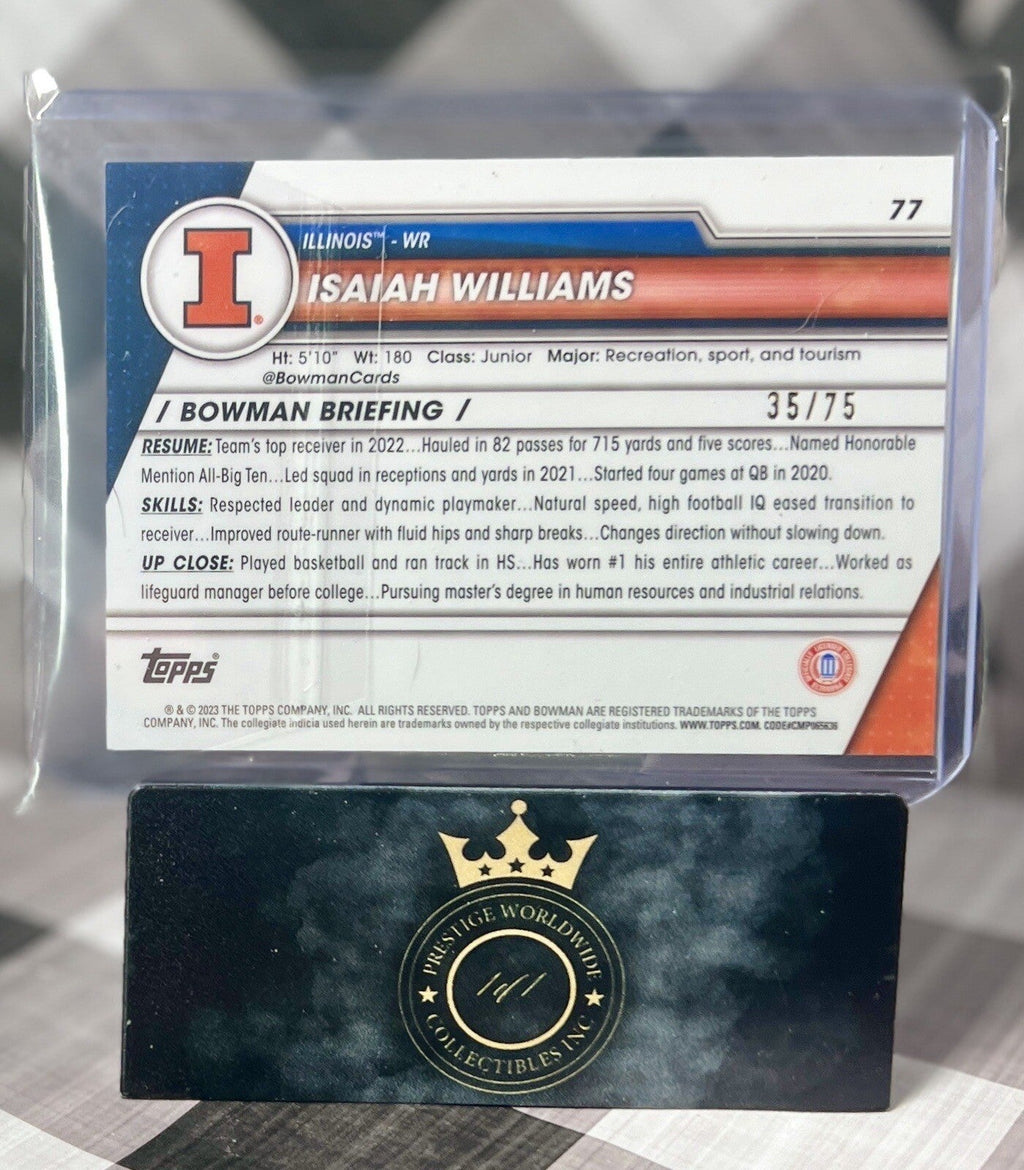 77
ILLINOIS™ - WR
I®
ISAIAH WILLIAMS
Ht: 5'10" Wt: 180 Class: Junior Major: Recreation, sport, and tourism
@BowmanCards
/ BOWMAN BRIEFING /
35/75
RESUME: Team's top receiver in 2022...Hauled in 82 passes for 715 yards and five scores...Named Honorable
Mention All-Big Ten...Led squad in receptions and yards in 2021...Started four games at QB in 2020.
SKILLS: Respected leader and dynamic playmaker...Natural speed, high football IQ eased transition to
receiver...Improved route-runner with fluid hips and sharp breaks...Changes direction without slowing down.
UP CLOSE: Played basketball and ran track in HS...Has worn #1 his entire athletic career...Worked as
lifeguard manager before college...Pursuing master's degree in human resources and industrial relations.
Topps®
OFFICIALLY LICENSED COLLEGIATE PRODUCTS
® & © 2023 THE TOPPS COMPANY, INC. ALL RIGHTS RESERVED. TOPPS AND BOWMAN ARE REGISTERED TRADEMARKS OF THE TOPPS
COMPANY, INC. The collegiate indicia used herein are trademarks owned by the respective collegiate institutions. WWW.TOPPS.COM. CODE#CMP065636
PRESTIGE WORLDWIDE
1of1
COLLECTIBLES INC